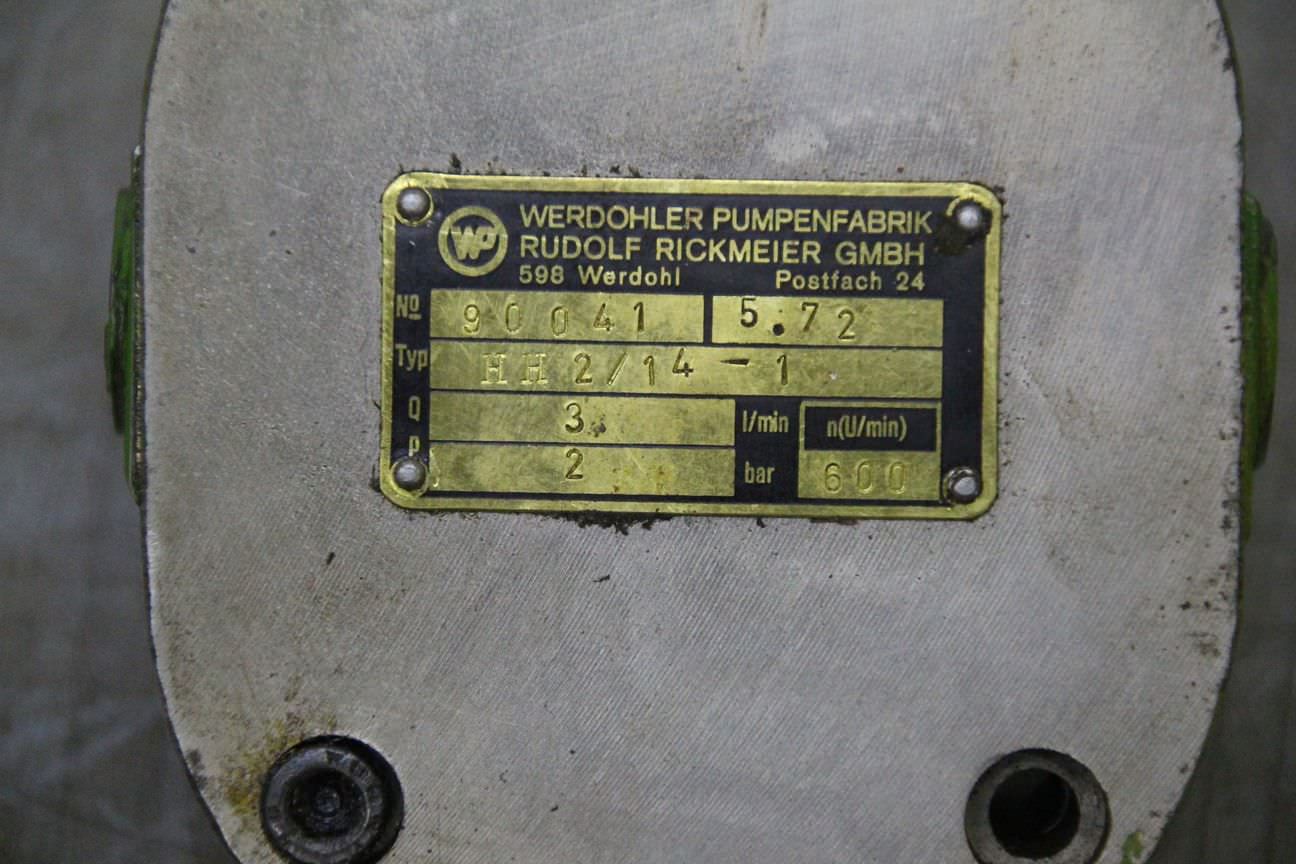 WP WERDOHLER PUMPENFABRIK
RUDOLF RICKMEIER GMBH
598 Werdohl Postfach 24
Nº 90041 5.72
Typ HH 2/14-1
Q 3 l/min n(U/min)
P 2 bar 600